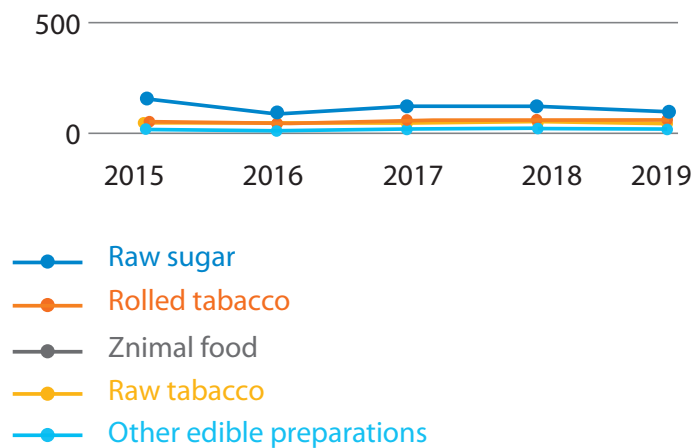 500
0
2015 2016 2017 2018 2019
Raw sugar
Rolled tabacco
Znimal food
Raw tabacco
Other edible preparations